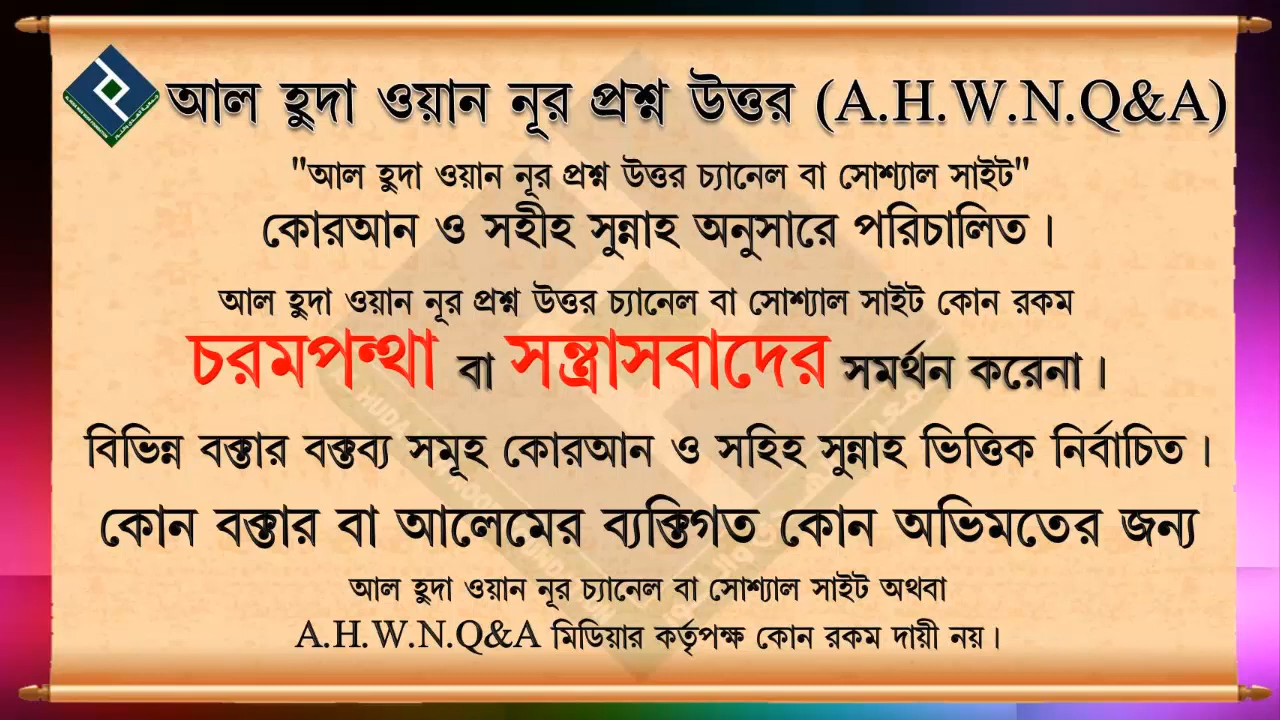 আল হুদা ওয়ান নূর প্রশ্ন উত্তর (A.H.W.N.Q&A)
"আল হুদা ওয়ান নূর প্রশ্ন উত্তর চ্যানেল বা সোশ্যাল সাইট"
কোরআন ও সহীহ সুন্নাহ অনুসারে পরিচালিত।
আল হুদা ওয়ান নূর প্রশ্ন উত্তর চ্যানেল বা সোশ্যাল সাইট কোন রকম
চরমপন্থা বা সন্ত্রাসবাদের সমর্থন করেনা।
বিভিন্ন বক্তার বক্তব্য সমূহ কোরআন ও সহিহ সুন্নাহ ভিত্তিক নির্বাচিত।
কোন বক্তার বা আলেমের ব্যক্তিগত কোন অভিমতের জন্য
আল হুদা ওয়ান নূর চ্যানেল বা সোশ্যাল সাইট অথবা
A.H.W.N.Q&A মিডিয়ার কর্তৃপক্ষ কোন রকম দায়ী নয়।